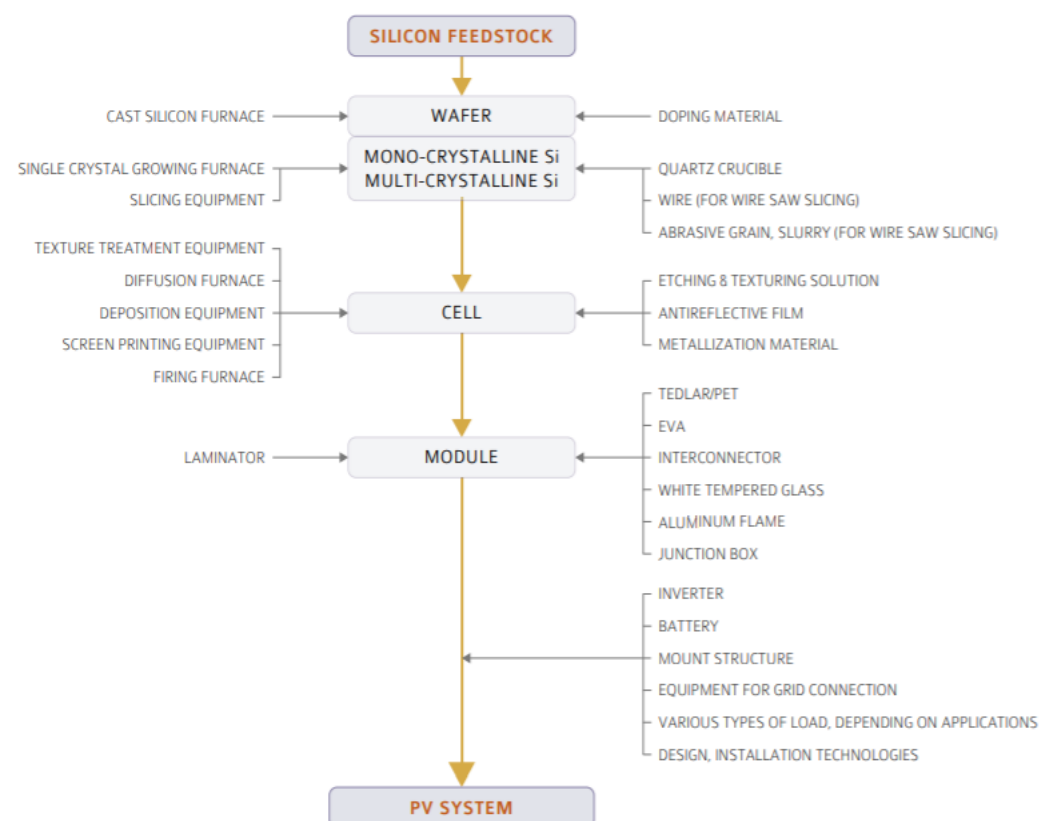 SILICON FEEDSTOCK
CAST SILICON FURNACE
WAFER
DOPING MATERIAL
SINGLE CRYSTAL GROWING FURNACE
SLICING EQUIPMENT
MONO-CRYSTALLINE Si
MULTI-CRYSTALLINE Si
QUARTZ CRUCIBLE
WIRE (FOR WIRE SAW SLICING)
ABRASIVE GRAIN, SLURRY (FOR WIRE SAW SLICING)
TEXTURE TREATMENT EQUIPMENT
DIFFUSION FURNACE
DEPOSITION EQUIPMENT
SCREEN PRINTING EQUIPMENT
FIRING FURNACE
CELL
ETCHING & TEXTURING SOLUTION
ANTIREFLECTIVE FILM
METALLIZATION MATERIAL
LAMINATOR
MODULE
TEDLAR/PET
EVA
INTERCONNECTOR
WHITE TEMPERED GLASS
ALUMINUM FLAME
JUNCTION BOX
INVERTER
BATTERY
MOUNT STRUCTURE
EQUIPMENT FOR GRID CONNECTION
VARIOUS TYPES OF LOAD, DEPENDING ON APPLICATIONS
DESIGN, INSTALLATION TECHNOLOGIES
PV SYSTEM